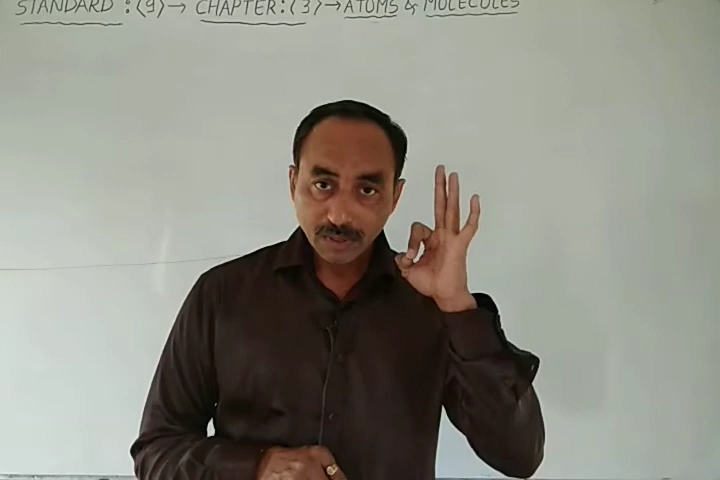 STANDARD :(9)→ CHAPTER:(3)→ATOMS & MOLECULES